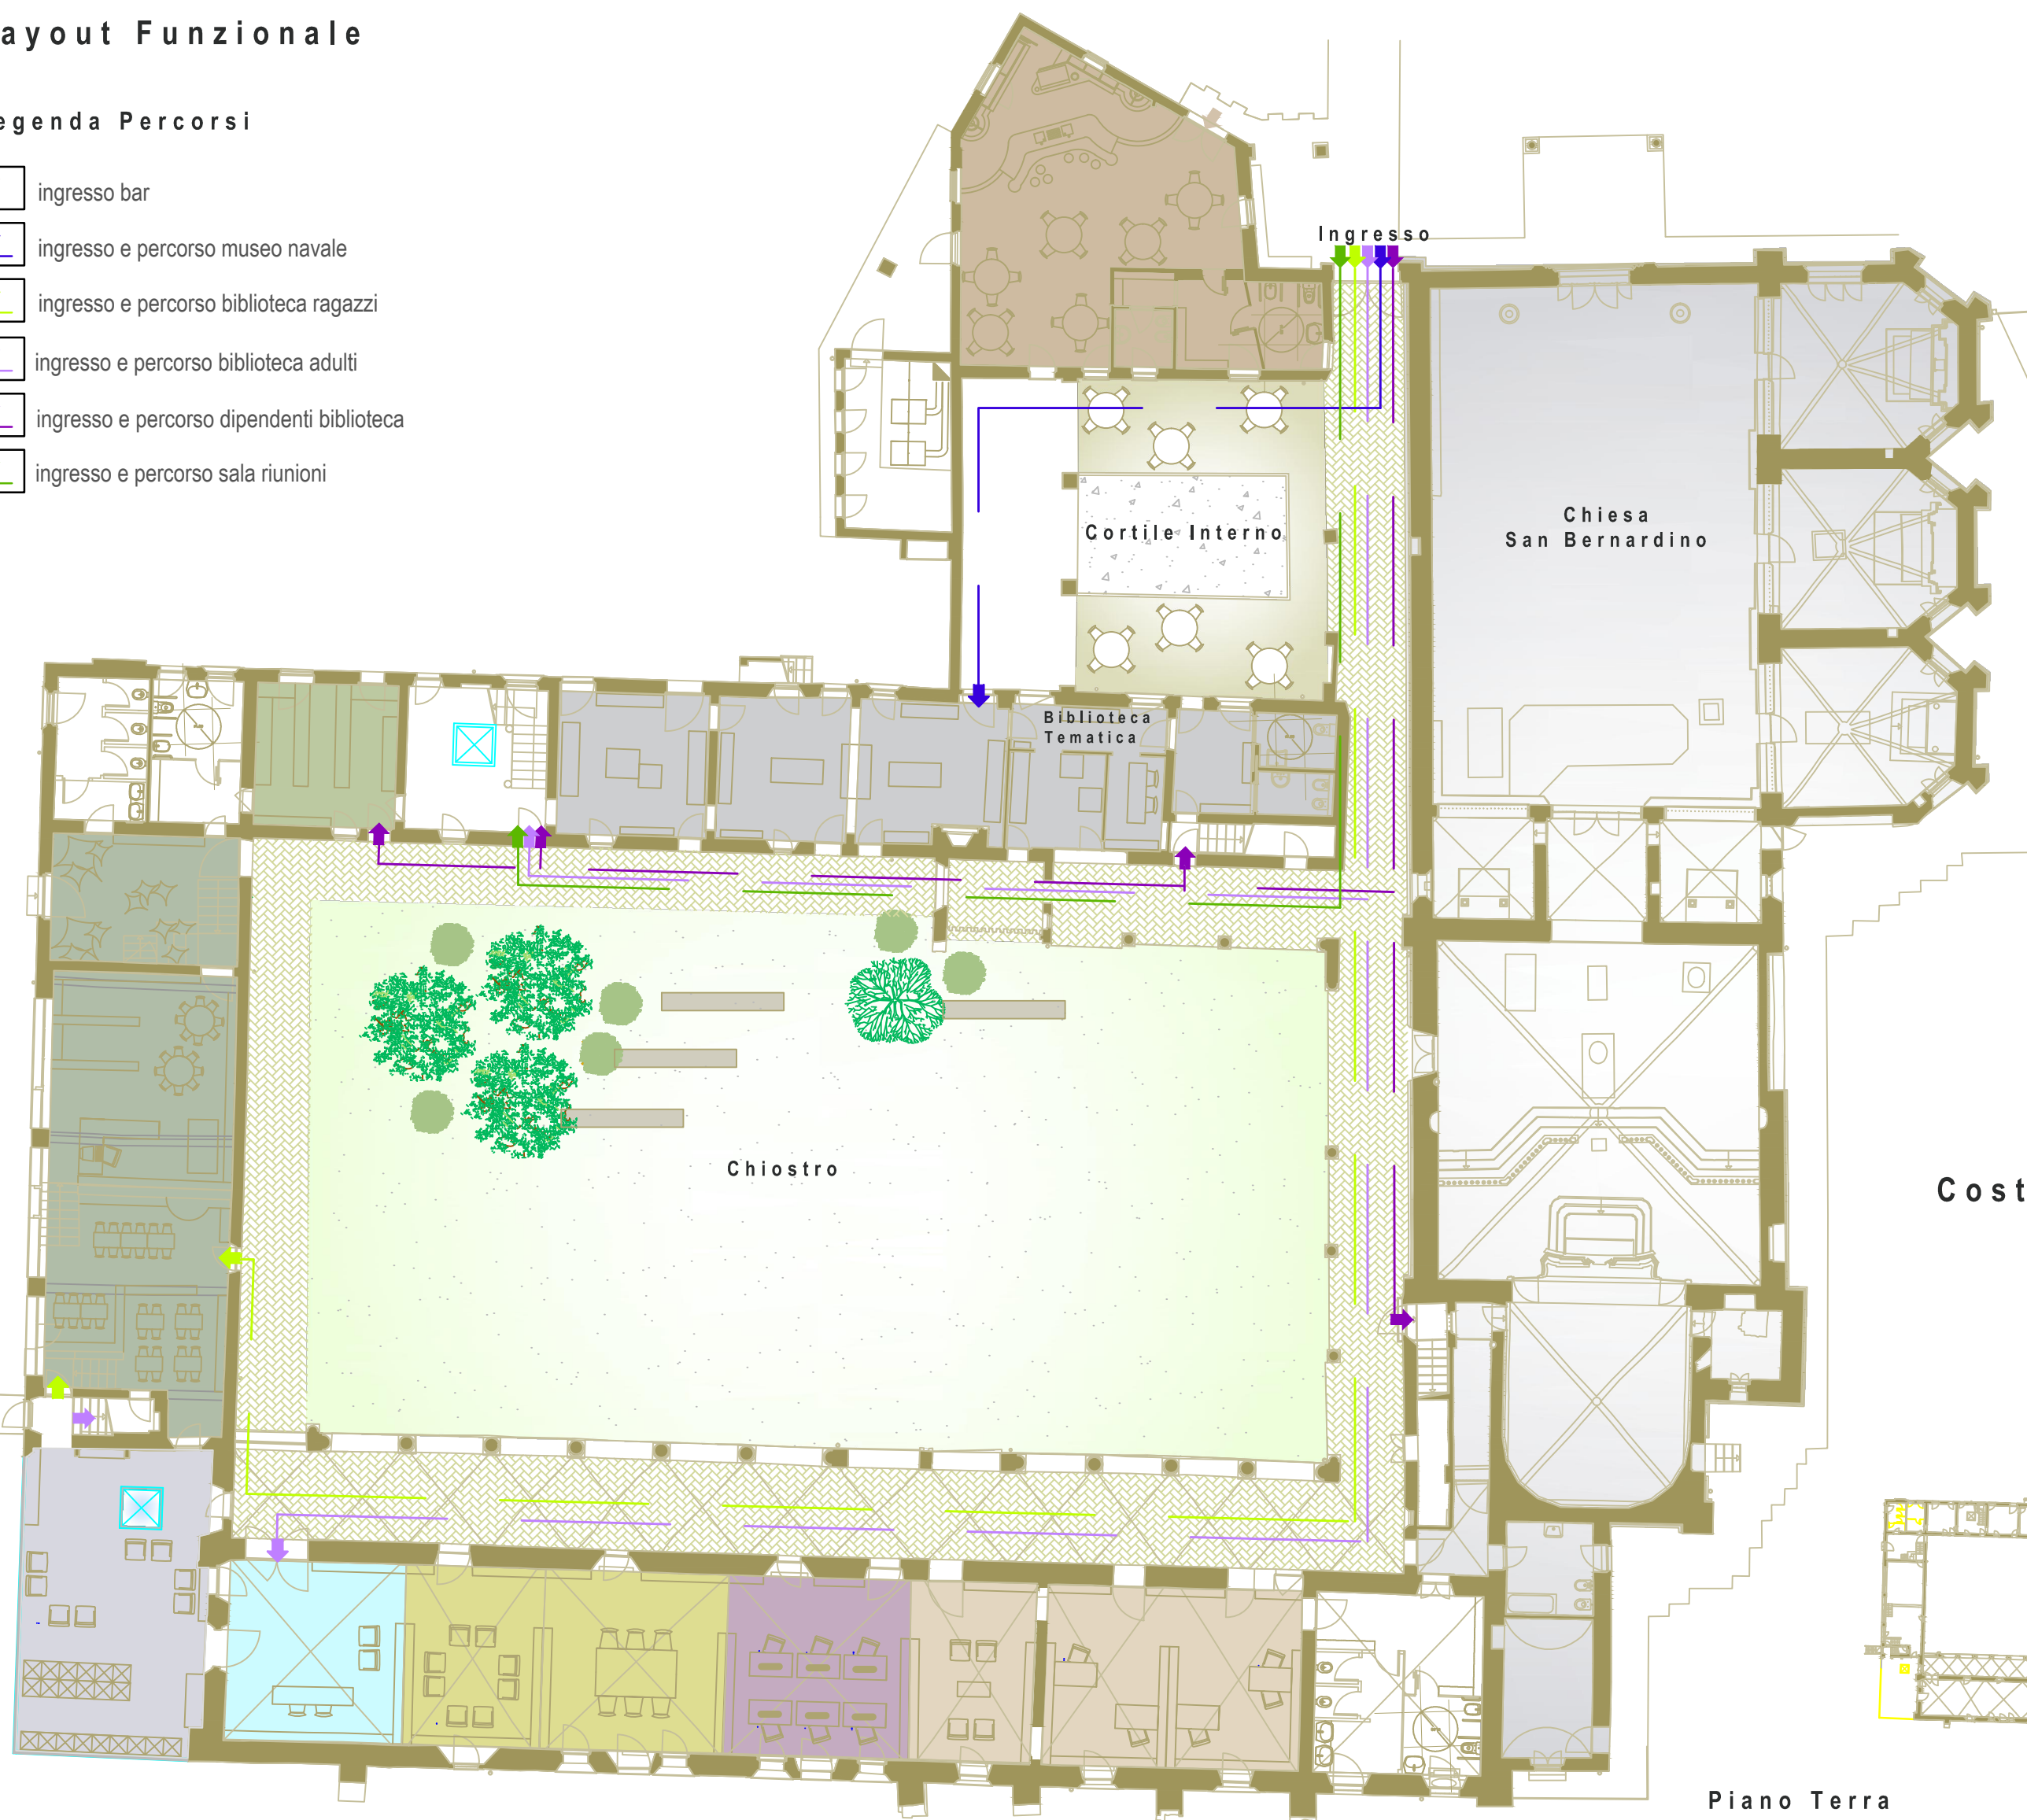 ayout Funzionale
egenda Percorsi
ingresso bar
ingresso e percorso museo navale
ingresso e percorso biblioteca ragazzi
ingresso e percorso biblioteca adulti
ingresso e percorso dipendenti biblioteca
ingresso e percorso sala riunioni
Ingresso
Cortile Interno
Chiesa
San Bernardino
Biblioteca
Tematica
Chiostro
Cost
Piano Terra